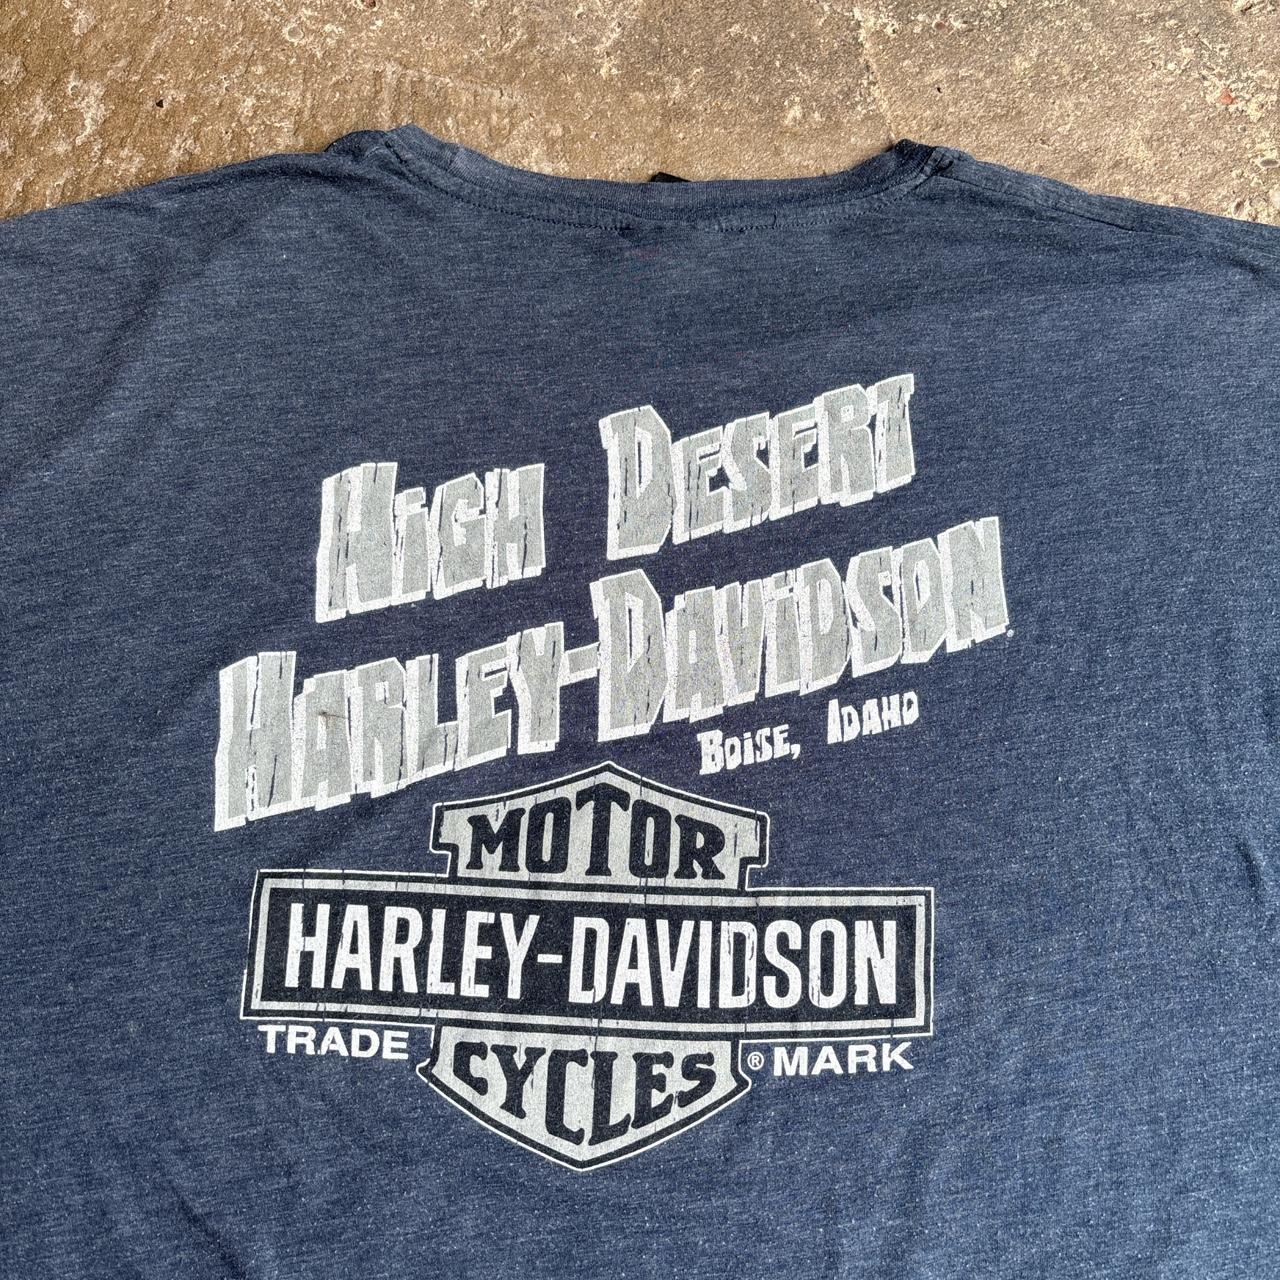 HiGH DESERT
HARLEY-DAViDSON®
BOiSE, IDAHO
MOTOR
HARLEY-DAVIDSON
TRADE ® MARK
CYCLES